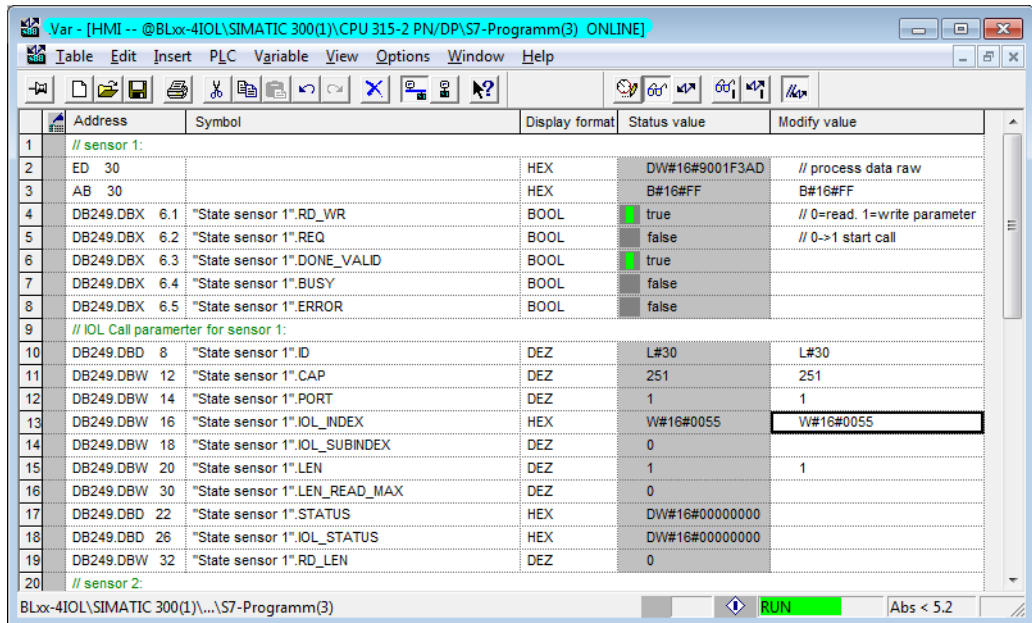 Var - [HMI -- @BLxx-4IOL\SIMATIC 300(1)\CPU 315-2 PN/DP\S7-Programm(3) ONLINE]
Table Edit Insert PLC Variable View Options Window Help
Address Symbol Display format Status value Modify value
1 // sensor 1:
2 ED 30 HEX DW#16#9001F3AD // process data raw
3 AB 30 HEX B#16#FF B#16#FF
4 DB249.DBX 6.1 "State sensor 1".RD_WR BOOL true // 0=read. 1=write parameter
5 DB249.DBX 6.2 "State sensor 1".REQ BOOL false // 0->1 start call
6 DB249.DBX 6.3 "State sensor 1".DONE_VALID BOOL true
7 DB249.DBX 6.4 "State sensor 1".BUSY BOOL false
8 DB249.DBX 6.5 "State sensor 1".ERROR BOOL false
9 // IOL Call paramerter for sensor 1:
10 DB249.DBD 8 "State sensor 1".ID DEZ L#30 L#30
11 DB249.DBW 12 "State sensor 1".CAP DEZ 251 251
12 DB249.DBW 14 "State sensor 1".PORT DEZ 1 1
13 DB249.DBW 16 "State sensor 1".IOL_INDEX HEX W#16#0055 W#16#0055
14 DB249.DBW 18 "State sensor 1".IOL_SUBINDEX DEZ 0
15 DB249.DBW 20 "State sensor 1".LEN DEZ 1 1
16 DB249.DBW 30 "State sensor 1".LEN_READ_MAX DEZ 0
17 DB249.DBD 22 "State sensor 1".STATUS HEX DW#16#00000000
18 DB249.DBD 26 "State sensor 1".IOL_STATUS HEX DW#16#00000000
19 DB249.DBW 32 "State sensor 1".RD_LEN DEZ 0
20 // sensor 2:
BLxx-4IOL\SIMATIC 300(1)\...\S7-Programm(3) RUN Abs < 5.2